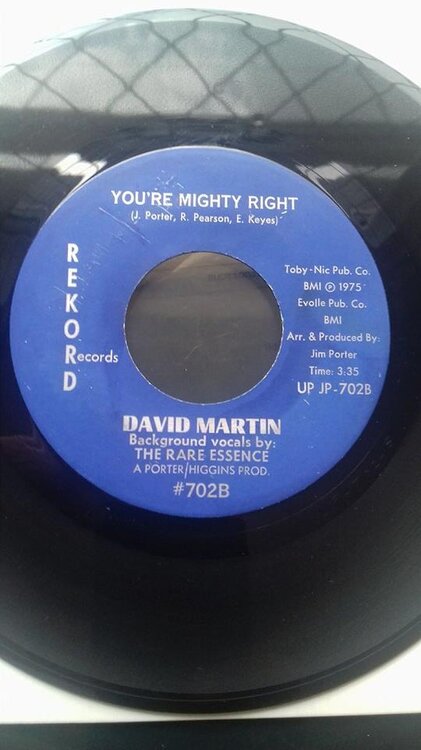 YOU'RE MIGHTY RIGHT
(J. Porter, R. Pearson, E. Keyes)
REKORD
Records
Toby-Nic Pub. Co.
BMI ℗ 1975
Evolle Pub. Co.
BMI
Arr. & Produced By:
Jim Porter
Time: 3:35
UP JP-702B
DAVID MARTIN
Background vocals by:
THE RARE ESSENCE
A PORTER/HIGGINS PROD.
#702B